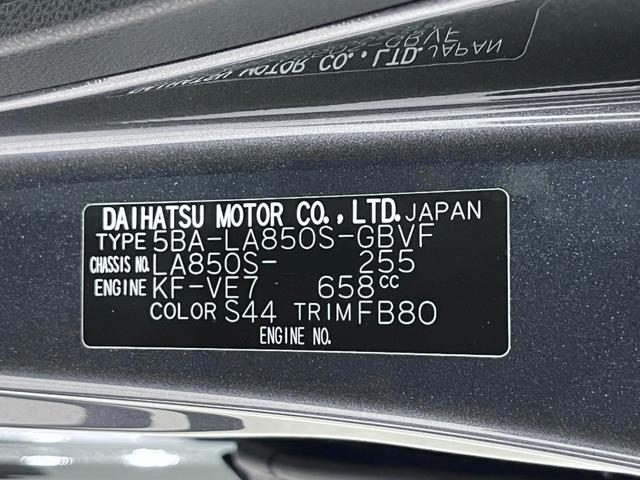 DAIHATSU MOTOR CO., LTD. JAPAN
TYPE 5BA-LA850S-GBVF
CHASSIS NO. LA850S- 255
ENGINE KF-VE7 658cc
COLOR S44 TRIM FB80
ENGINE NO.